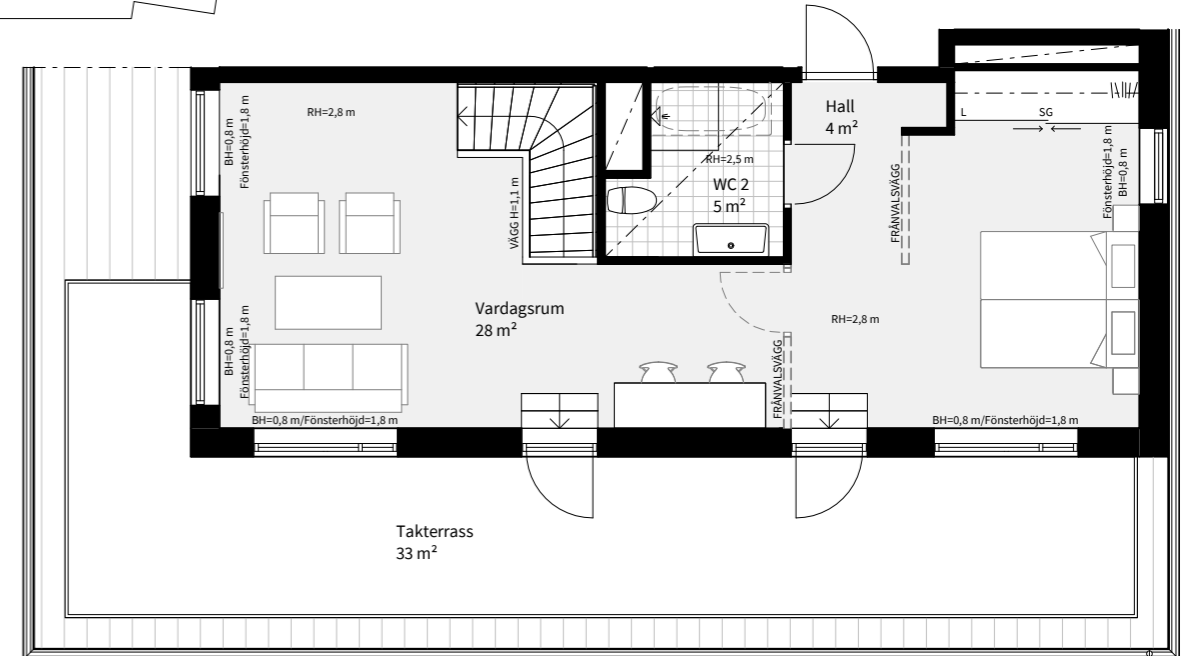 RH=2,8 m
BH=0,8 m
Fönsterhöjd=1,8 m
VÄGG H=1,1 m
RH=2,5 m
WC 2
5 m²
Hall
4 m²
FRÅNVALSVÄGG
L
SG
Fönsterhöjd=1,8 m
BH=0,8 m
Vardagsrum
28 m²
RH=2,8 m
BH=0,8 m
Fönsterhöjd=1,8 m
FRÅNVALSVÄGG
BH=0,8 m/Fönsterhöjd=1,8 m
BH=0,8 m/Fönsterhöjd=1,8 m
Takterrass
33 m²